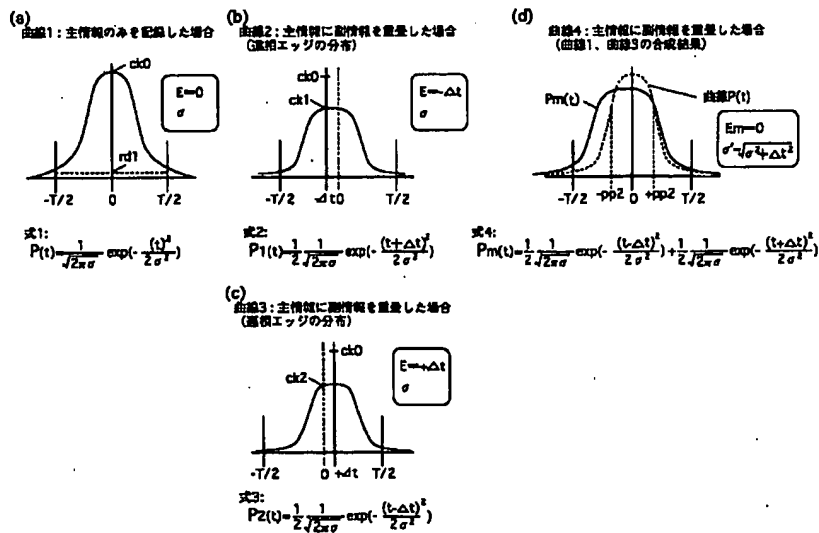 (a)
曲線1：主情報のみを記録した場合
ck0
E=0
σ
rd1
-T/2
0
T/2
式1:
P(t)=1/√2πσ exp(-(t)²/2σ²)
(b)
曲線2：主情報に副情報を重畳した場合
(進相エッジの分布)
ck0
ck1
E=-Δt
σ
-T/2
-Δt0
T/2
式2:
P1(t)=1/2 1/√2πσ exp(-(t+Δt)²/2σ²)
(c)
曲線3：主情報に副情報を重畳した場合
(遅相エッジの分布)
ck0
ck2
E=+Δt
σ
-T/2
0
+Δt
T/2
式3:
P2(t)=1/2 1/√2πσ exp(-(t-Δt)²/2σ²)
(d)
曲線4：主情報に副情報を重畳した場合
(曲線1、曲線3の合成結果)
Pm(t)
曲線P(t)
Em=0
σ'=√σ²+Δt²
-T/2
-pp2
0
+pp2
T/2
式4:
Pm(t)=1/2 1/√2πσ exp(-(t-Δt)²/2σ²)+1/2 1/√2πσ exp(-(t+Δt)²/2σ²)